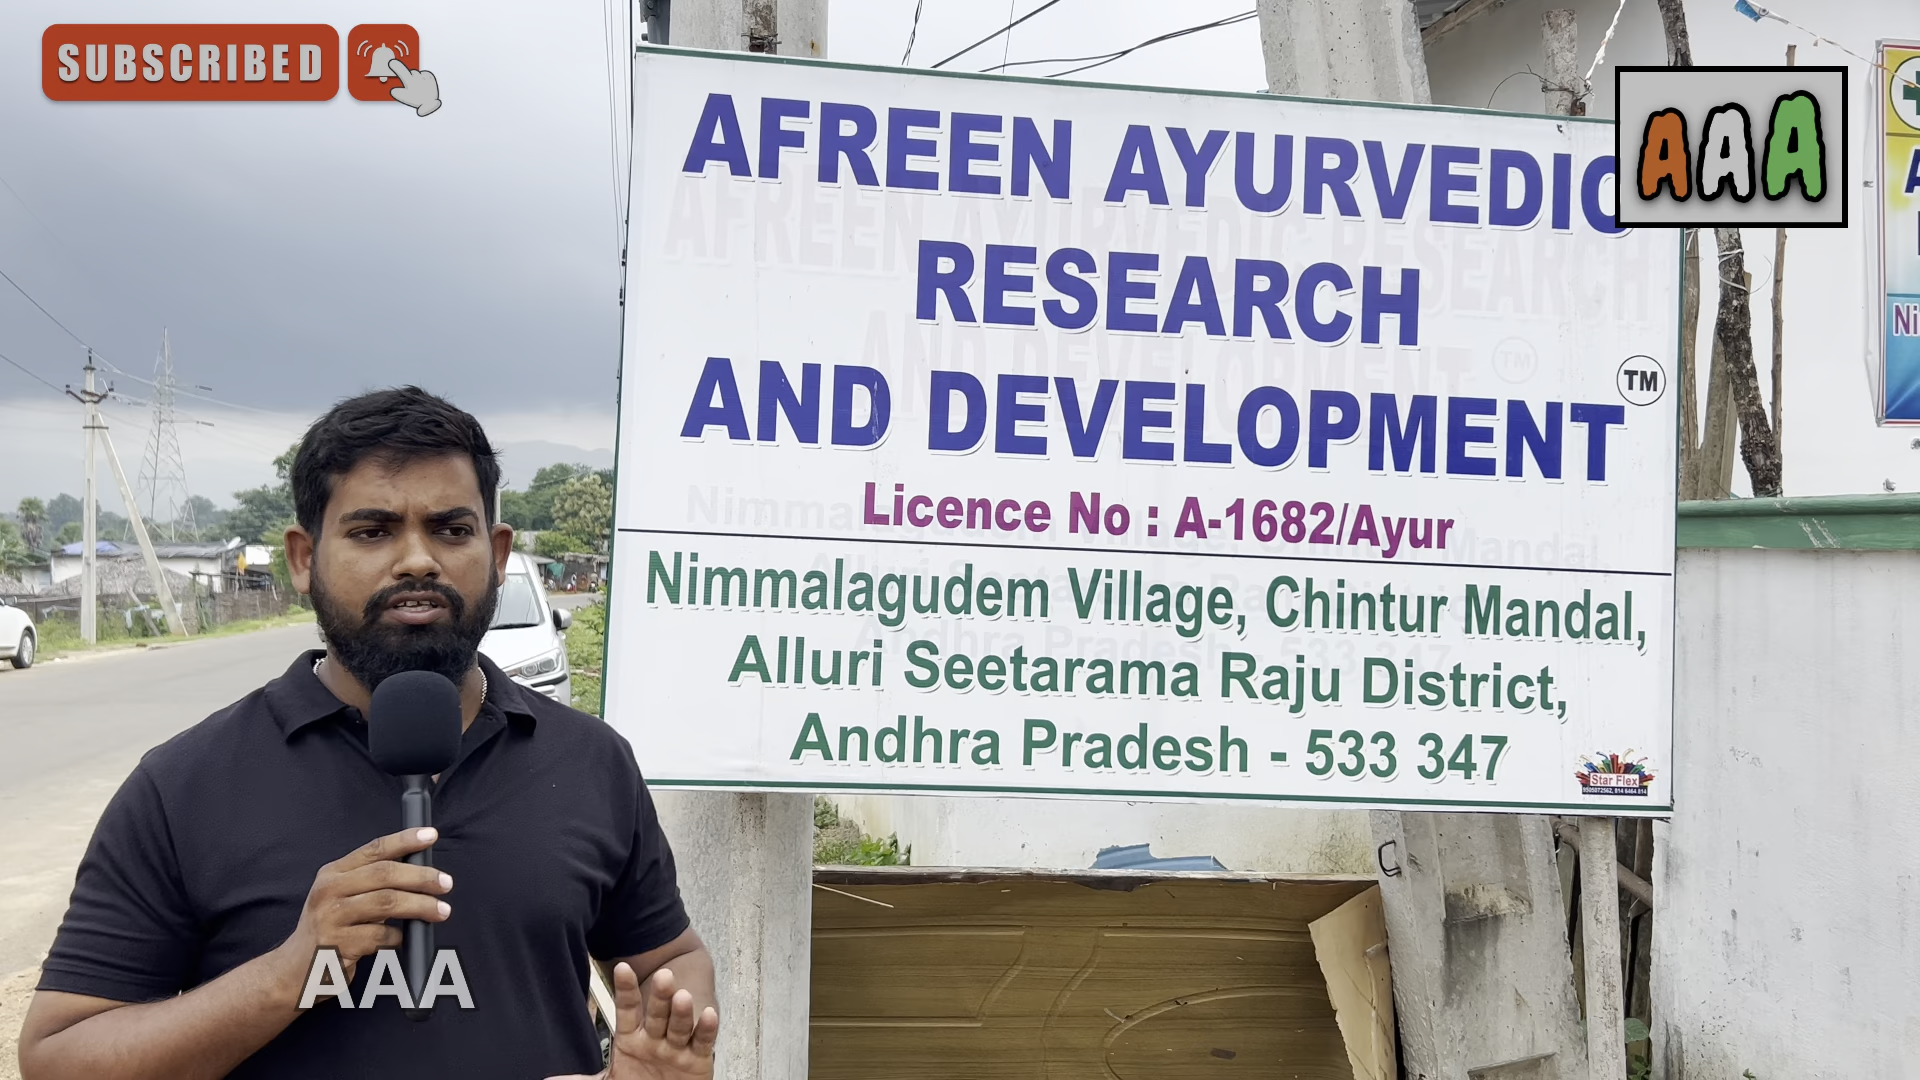 SUBSCRIBED
AAA
AFREEN AYURVEDIC
RESEARCH
AND DEVELOPMENT
TM
Licence No : A-1682/Ayur
Nimmalagudem Village, Chintur Mandal,
Alluri Seetarama Raju District,
Andhra Pradesh - 533 347
Star Flex
Ni
AAA